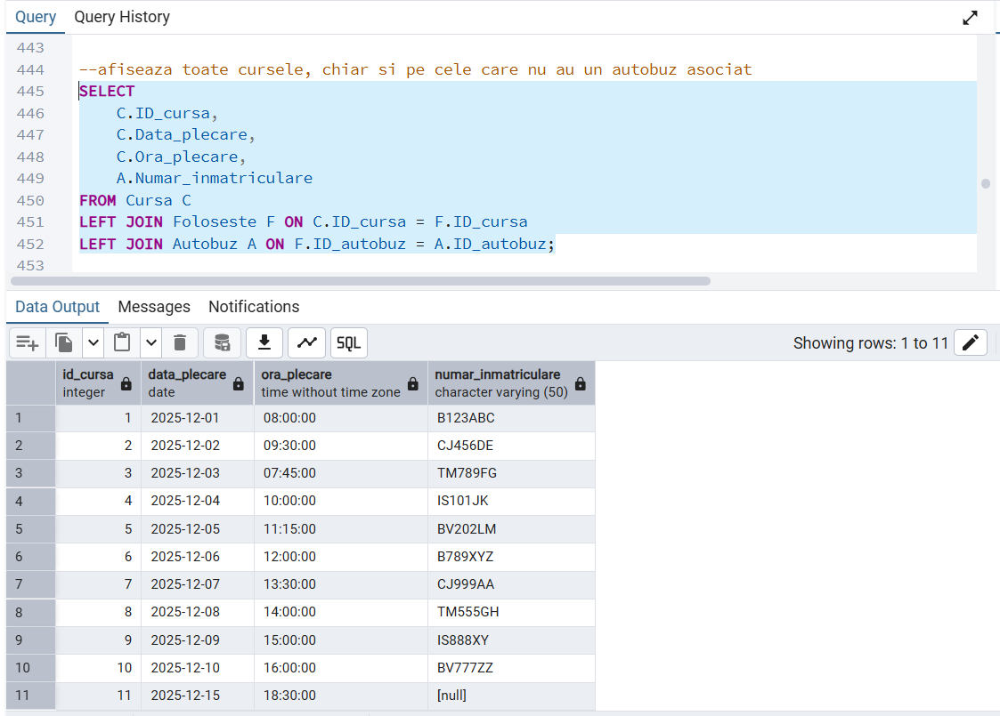 Query Query History
443
444 --afiseaza toate cursele, chiar si pe cele care nu au un autobuz asociat
445 SELECT
446 C.ID_cursa,
447 C.Data_plecare,
448 C.Ora_plecare,
449 A.Numar_inmatriculare
450 FROM Cursa C
451 LEFT JOIN Foloseste F ON C.ID_cursa = F.ID_cursa
452 LEFT JOIN Autobuz A ON F.ID_autobuz = A.ID_autobuz;
453
Data Output Messages Notifications
SQL Showing rows: 1 to 11
id_cursa data_plecare ora_plecare numar_inmatriculare
integer date time without time zone character varying (50)
1 1 2025-12-01 08:00:00 B123ABC
2 2 2025-12-02 09:30:00 CJ456DE
3 3 2025-12-03 07:45:00 TM789FG
4 4 2025-12-04 10:00:00 IS101JK
5 5 2025-12-05 11:15:00 BV202LM
6 6 2025-12-06 12:00:00 B789XYZ
7 7 2025-12-07 13:30:00 CJ999AA
8 8 2025-12-08 14:00:00 TM555GH
9 9 2025-12-09 15:00:00 IS888XY
10 10 2025-12-10 16:00:00 BV777ZZ
11 11 2025-12-15 18:30:00 [null]